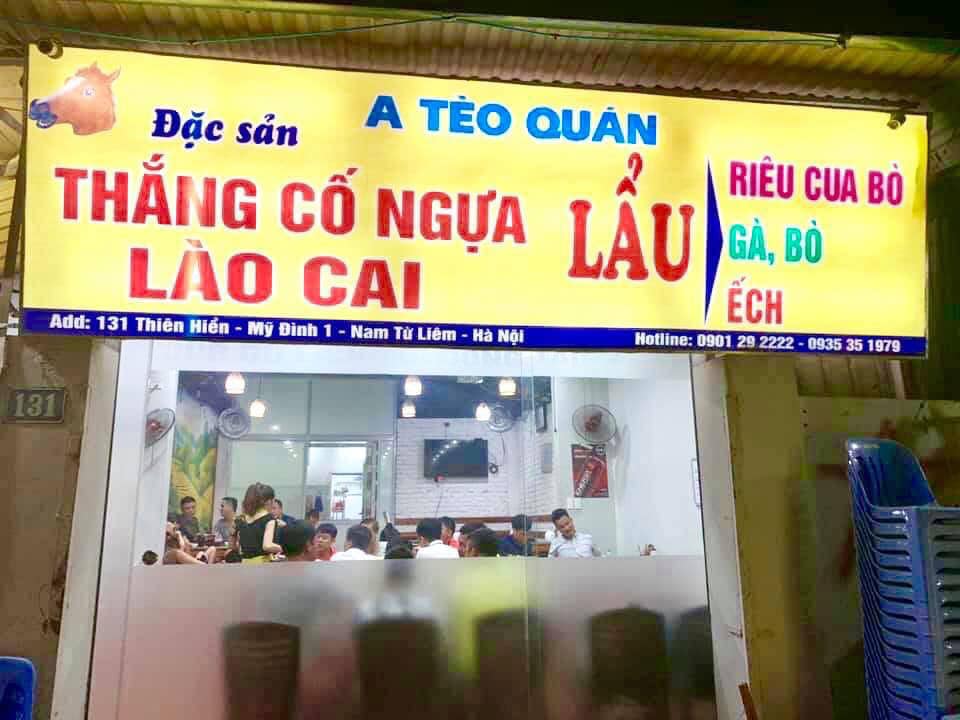 A TÈO QUÁN
Đặc sản
THẮNG CỐ NGỰA
LÀO CAI
LẨU
RIÊU CUA BÒ
GÀ, BÒ
ẾCH
Add: 131 Thiên Hiền - Mỹ Đình 1 - Nam Từ Liêm - Hà Nội
Hotline: 0901 29 2222 - 0935 35 1979
131